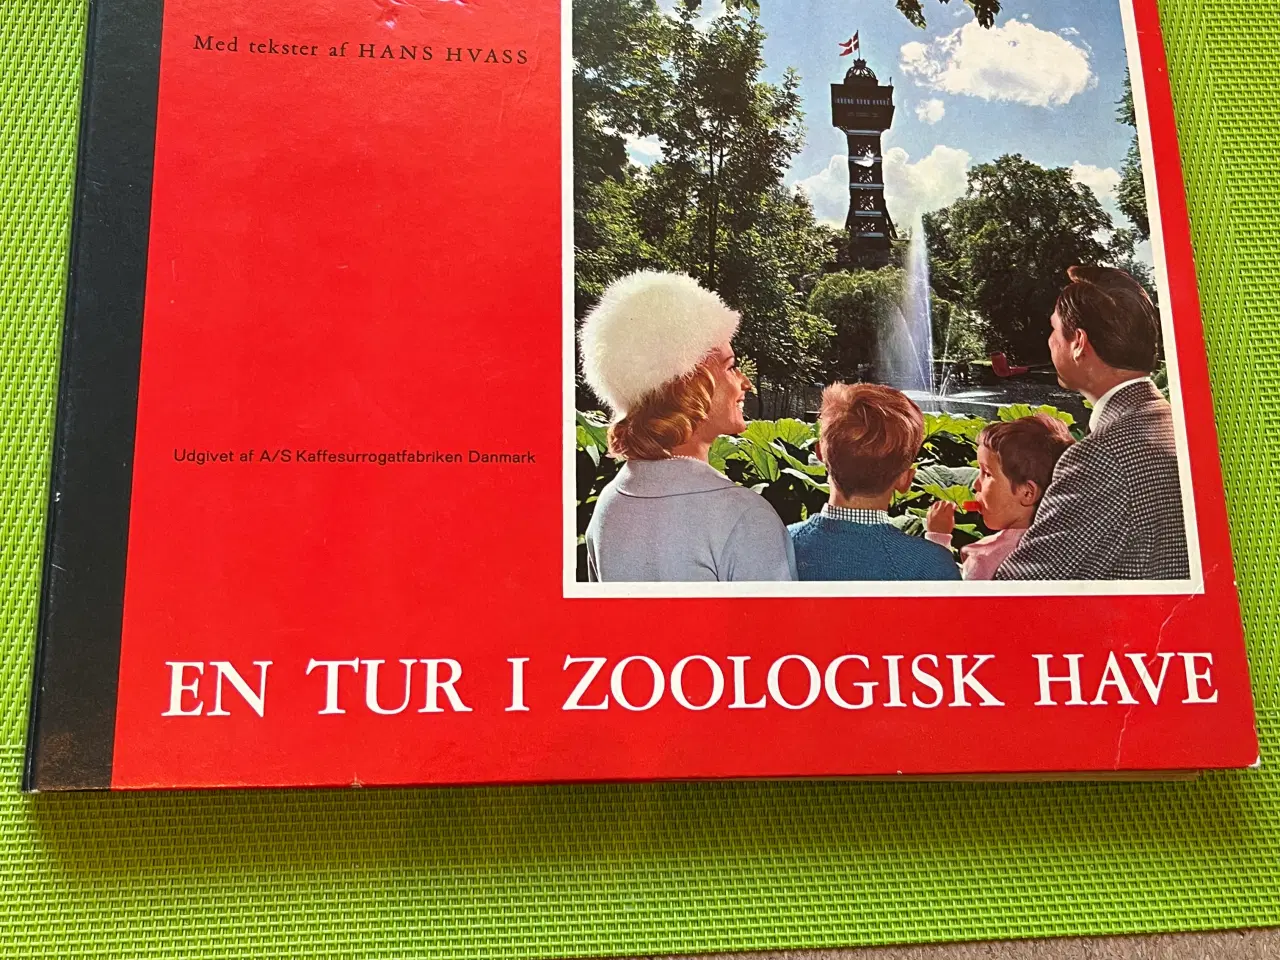 Med tekster af HANS HVASS
Udgivet af A/S Kaffesurrogatfabriken Danmark
EN TUR I ZOOLOGISK HAVE